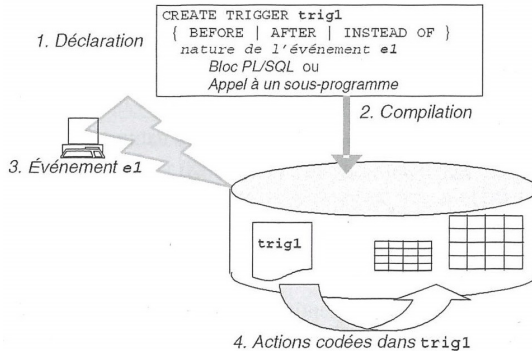 CREATE TRIGGER trig1
{ BEFORE | AFTER | INSTEAD OF }
nature de l'événement e1
Bloc PL/SQL ou
Appel à un sous-programme
1. Déclaration
2. Compilation
3. Événement e1
trig1
4. Actions codées dans trig1